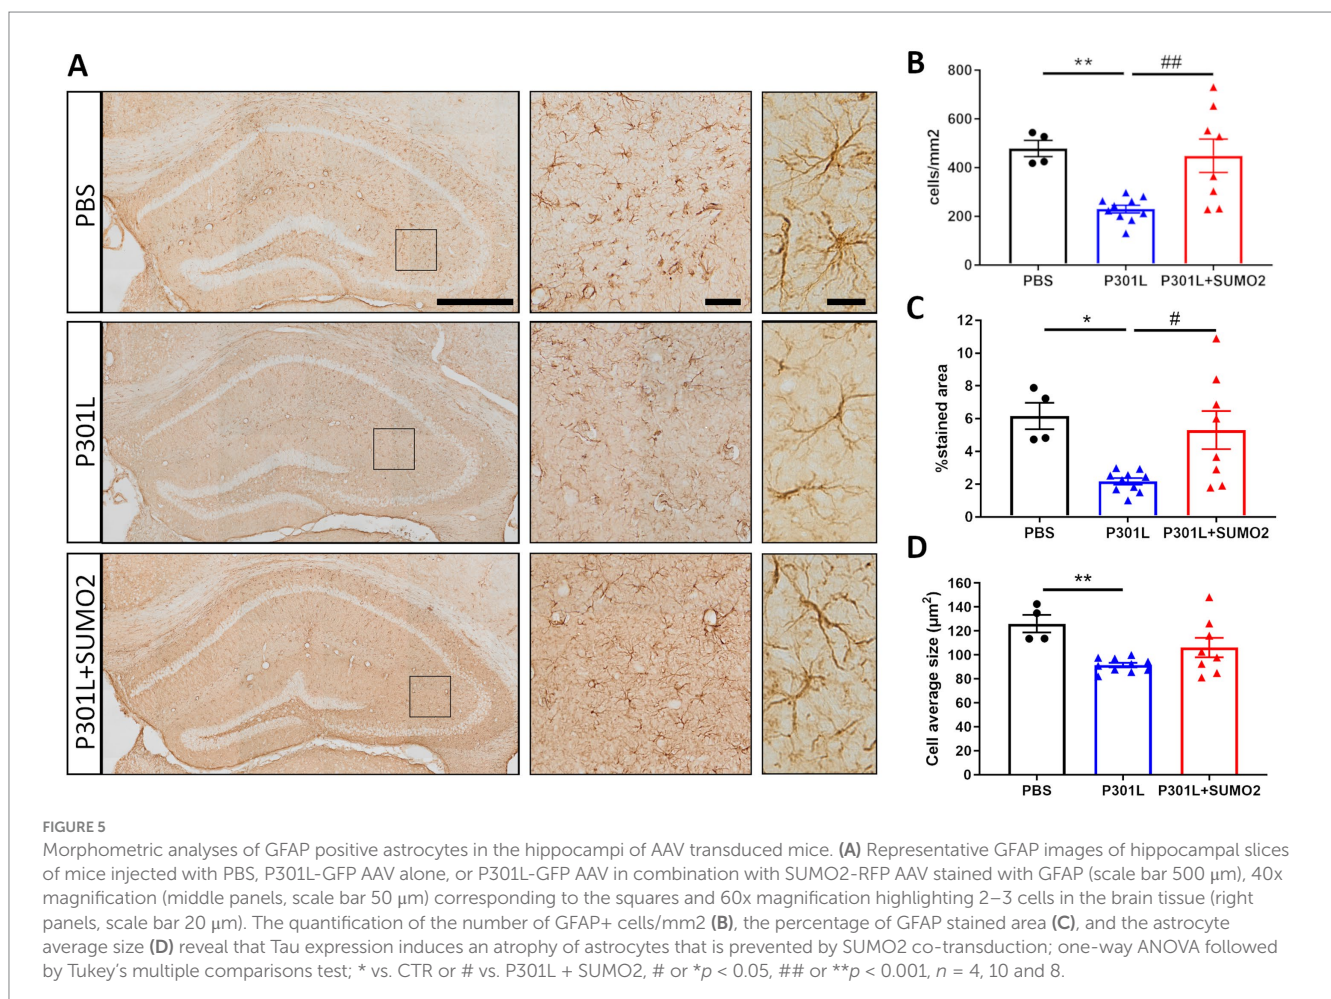 A
PBS
P301L
P301L+SUMO2
B
** ##
800
600
400
200
0
cells/mm2
PBS P301L P301L+SUMO2
C
* #
12
10
8
6
4
2
0
%stained area
PBS P301L P301L+SUMO2
D
**
160
140
120
100
80
60
40
20
0
Cell average size (µm²)
PBS P301L P301L+SUMO2
FIGURE 5
Morphometric analyses of GFAP positive astrocytes in the hippocampi of AAV transduced mice. (A) Representative GFAP images of hippocampal slices
of mice injected with PBS, P301L-GFP AAV alone, or P301L-GFP AAV in combination with SUMO2-RFP AAV stained with GFAP (scale bar 500 μm), 40x
magnification (middle panels, scale bar 50 μm) corresponding to the squares and 60x magnification highlighting 2–3 cells in the brain tissue (right
panels, scale bar 20 μm). The quantification of the number of GFAP+ cells/mm2 (B), the percentage of GFAP stained area (C), and the astrocyte
average size (D) reveal that Tau expression induces an atrophy of astrocytes that is prevented by SUMO2 co-transduction; one-way ANOVA followed
by Tukey's multiple comparisons test; * vs. CTR or # vs. P301L + SUMO2, # or *p < 0.05, ## or **p < 0.001, n = 4, 10 and 8.